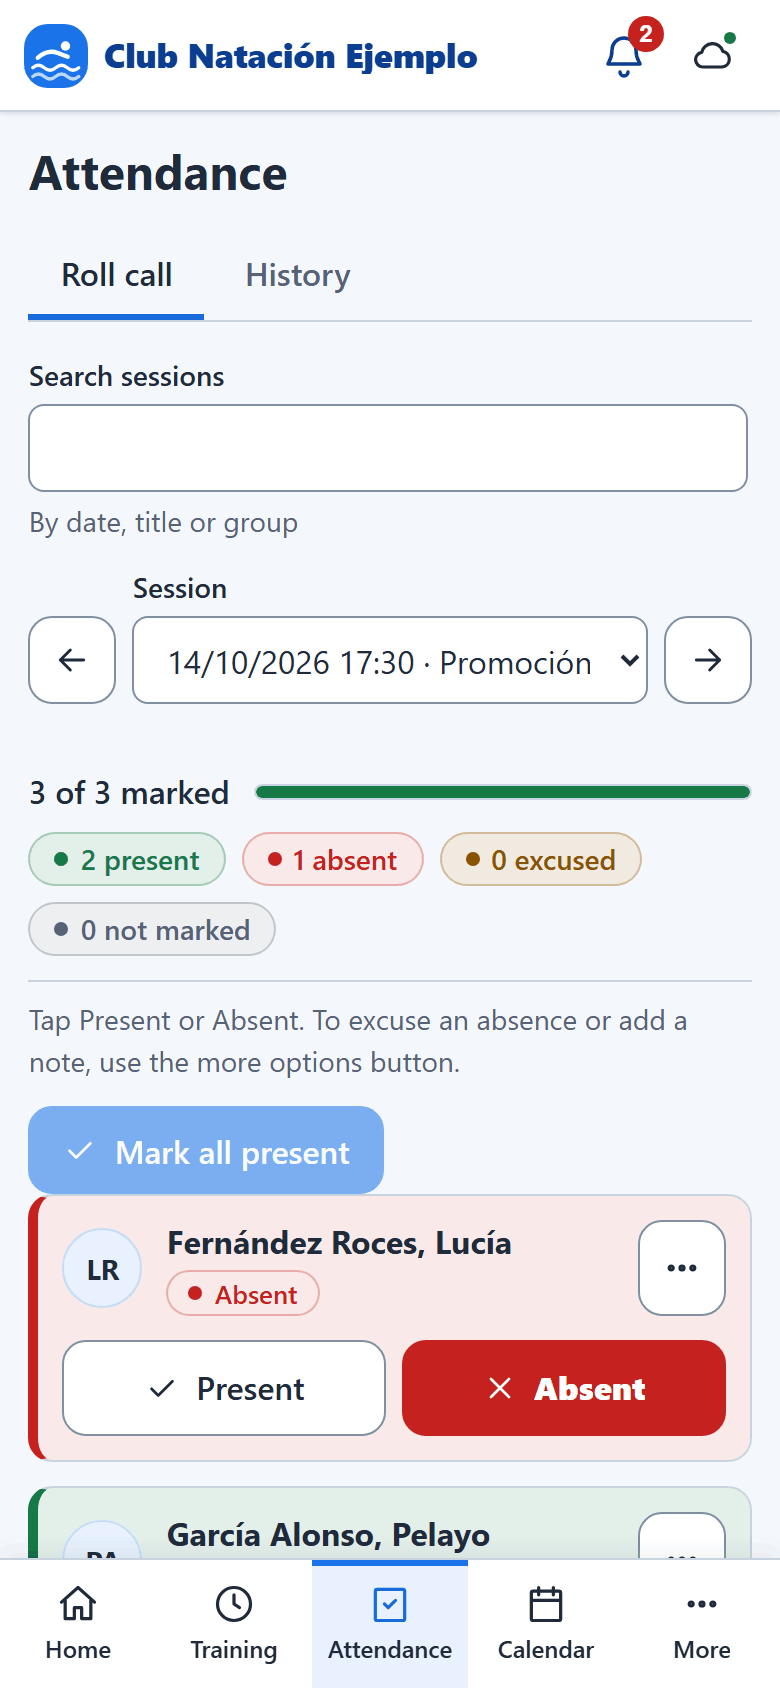 Club Natación Ejemplo
2
Attendance
Roll call
History
Search sessions
By date, title or group
Session
14/10/2026 17:30 · Promoción
3 of 3 marked
2 present
1 absent
0 excused
0 not marked
Tap Present or Absent. To excuse an absence or add a
note, use the more options button.
Mark all present
LR
Fernández Roces, Lucía
Absent
Present
Absent
García Alonso, Pelayo
Home
Training
Attendance
Calendar
More